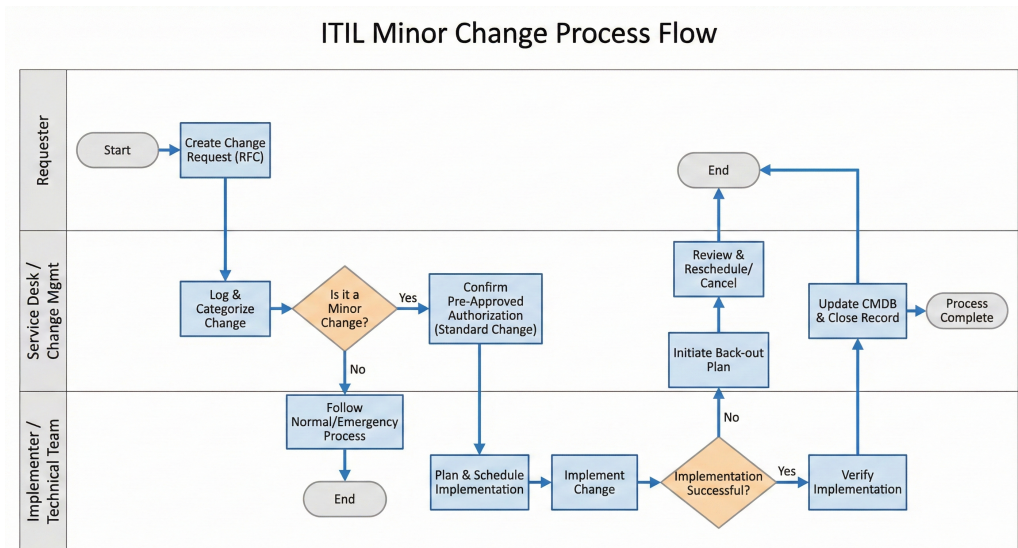 ITIL Minor Change Process Flow
Requester
Start
Create Change
Request (RFC)
End
Service Desk /
Change Mgmt
Log &
Categorize
Change
Is it a
Minor
Change?
Yes
No
Confirm
Pre-Approved
Authorization
(Standard Change)
Review &
Reschedule/
Cancel
Initiate Back-out
Plan
Update CMDB
& Close Record
Process
Complete
Implementer /
Technical Team
Follow
Normal/Emergency
Process
End
Plan & Schedule
Implementation
Implement
Change
Implementation
Successful?
No
Yes
Verify
Implementation